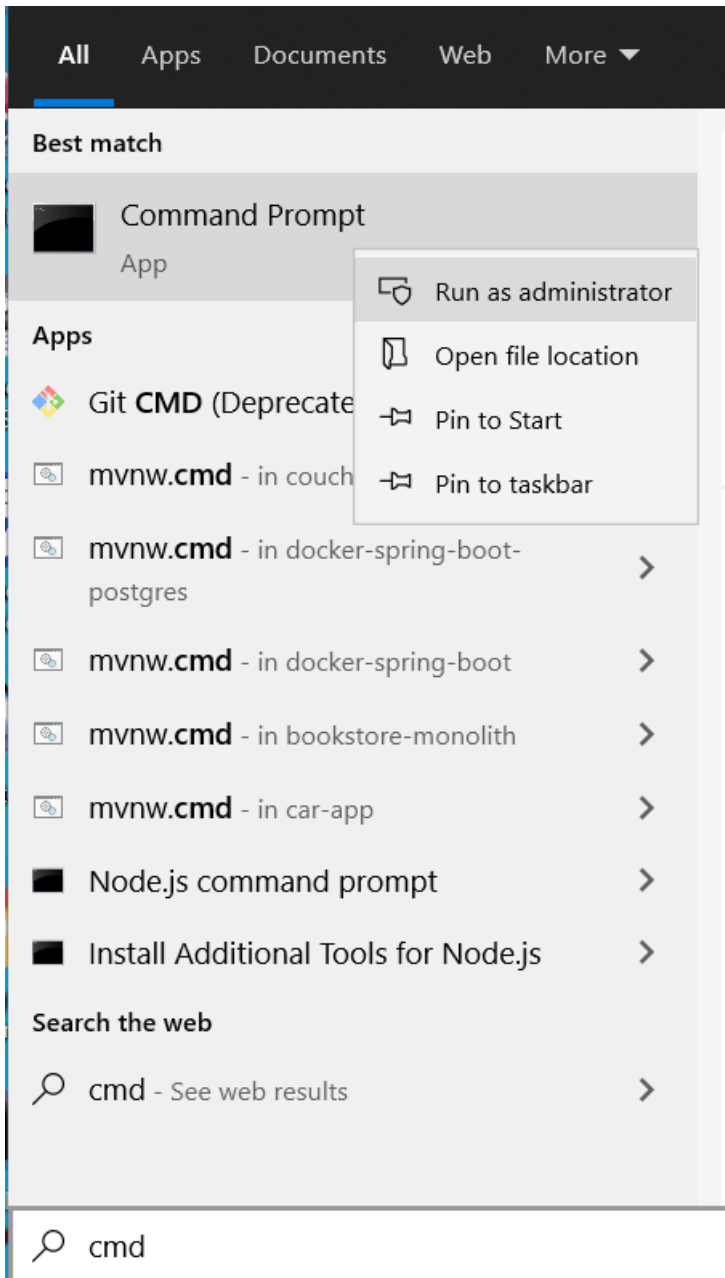 All Apps Documents Web More
Best match
Command Prompt
App
Run as administrator
Open file location
Pin to Start
Pin to taskbar
Apps
Git CMD (Deprecate
mvnw.cmd - in couch
mvnw.cmd - in docker-spring-boot-
postgres
mvnw.cmd - in docker-spring-boot
mvnw.cmd - in bookstore-monolith
mvnw.cmd - in car-app
Node.js command prompt
Install Additional Tools for Node.js
Search the web
cmd - See web results
cmd